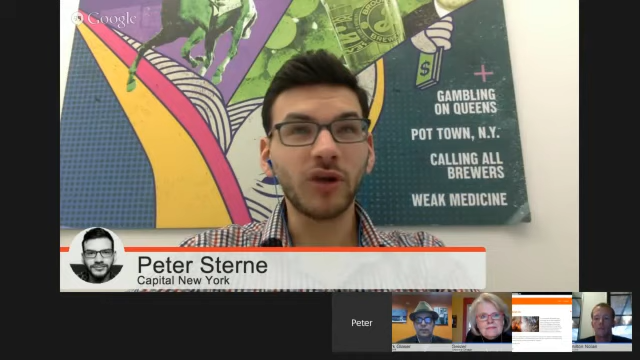 Google
GAMBLING
ON QUEENS
POT TOWN, N.Y.
CALLING ALL
BREWERS
WEAK MEDICINE
Peter Sterne
Capital New York
Peter